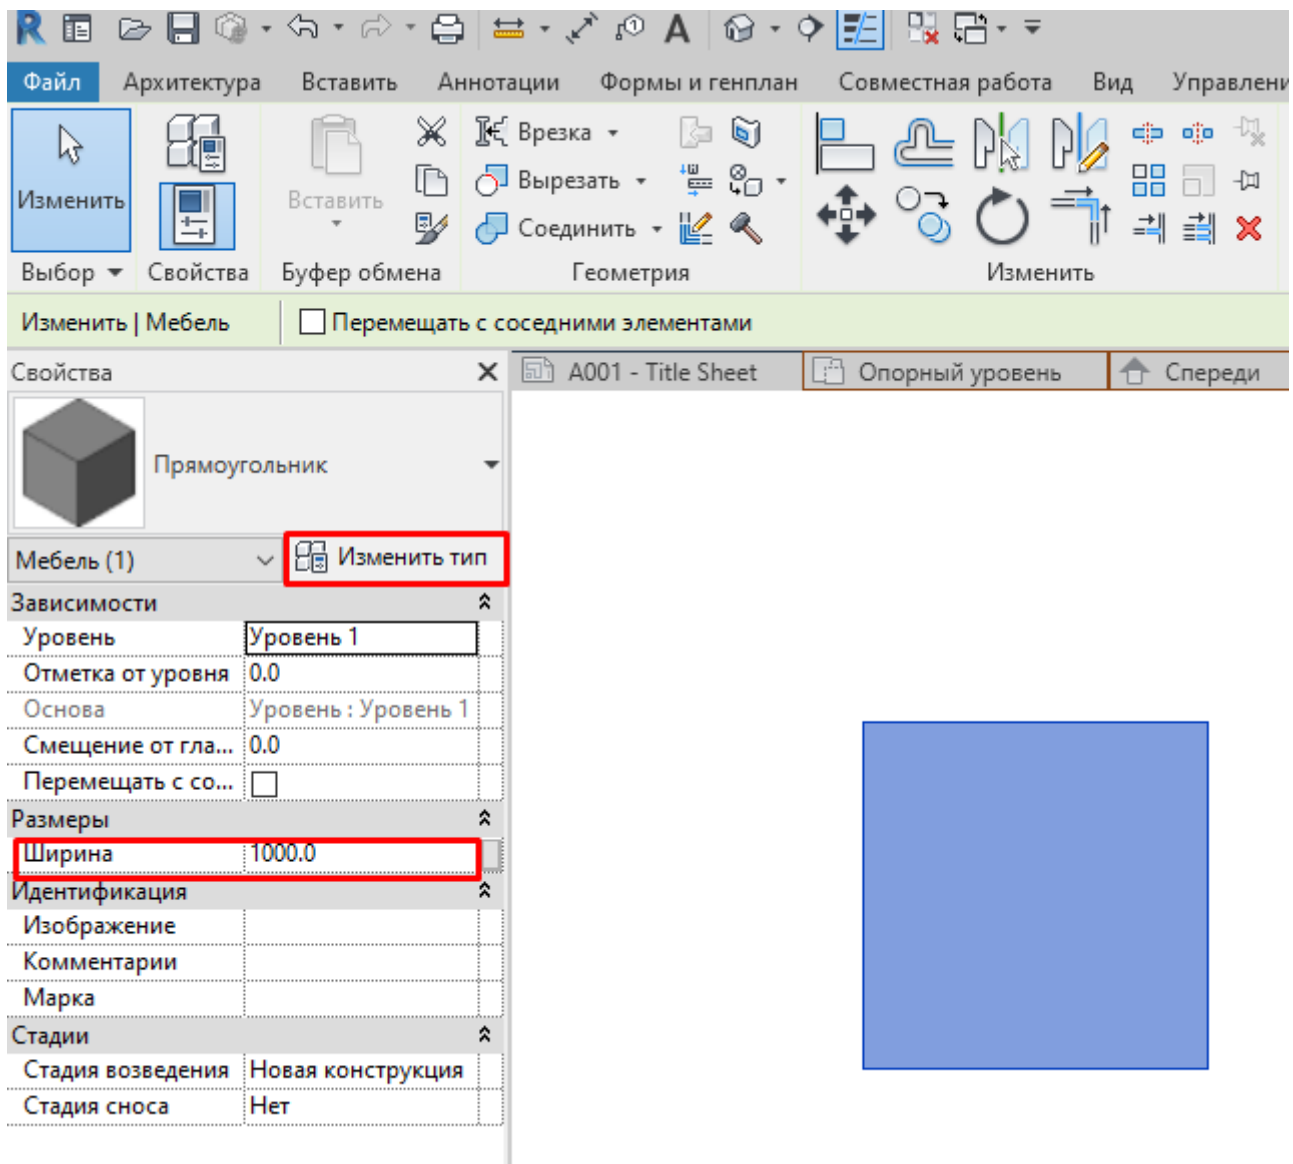 Файл Архитектура Вставить Аннотации Формы и генплан Совместная работа Вид Управлени
Врезка
Вырезать
Изменить Вставить
Соединить
Выбор Свойства Буфер обмена Геометрия Изменить
Изменить | Мебель Перемещать с соседними элементами
Свойства A001 - Title Sheet Опорный уровень Спереди
Прямоугольник
Мебель (1) Изменить тип
Зависимости
Уровень Уровень 1
Отметка от уровня 0.0
Основа Уровень : Уровень 1
Смещение от гла... 0.0
Перемещать с со...
Размеры
Ширина 1000.0
Идентификация
Изображение
Комментарии
Марка
Стадии
Стадия возведения Новая конструкция
Стадия сноса Нет